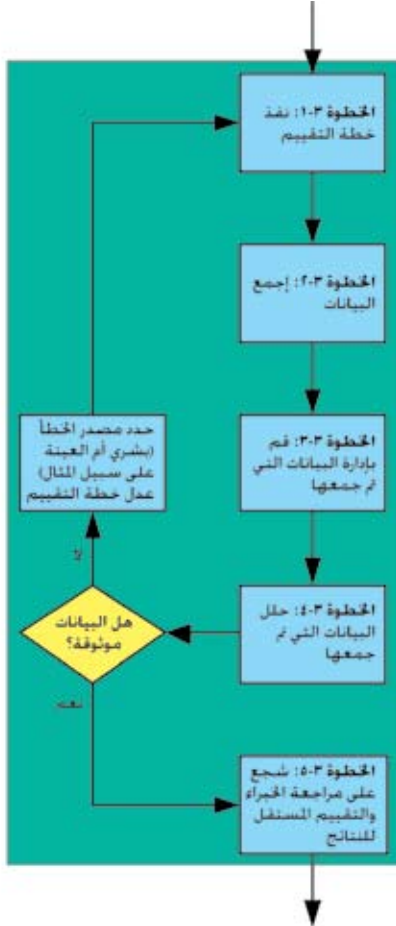 الخطوة ٣-١: نفذ
خطة التقييم
الخطوة ٣-٢: إجمع
البيانات
الخطوة ٣-٣: قم
بإدارة البيانات التي
تم جمعها
الخطوة ٣-٤: حلل
البيانات التي تم
جمعها
هل البيانات
موثوقة؟
لا
حدد مصدر الخطأ
(بشري أم العينة
على سبيل المثال)
عدل خطة التقييم
نعم
الخطوة ٣-٥: شجع
على مراجعة الخبراء
والتقييم المستقل
للنتائج